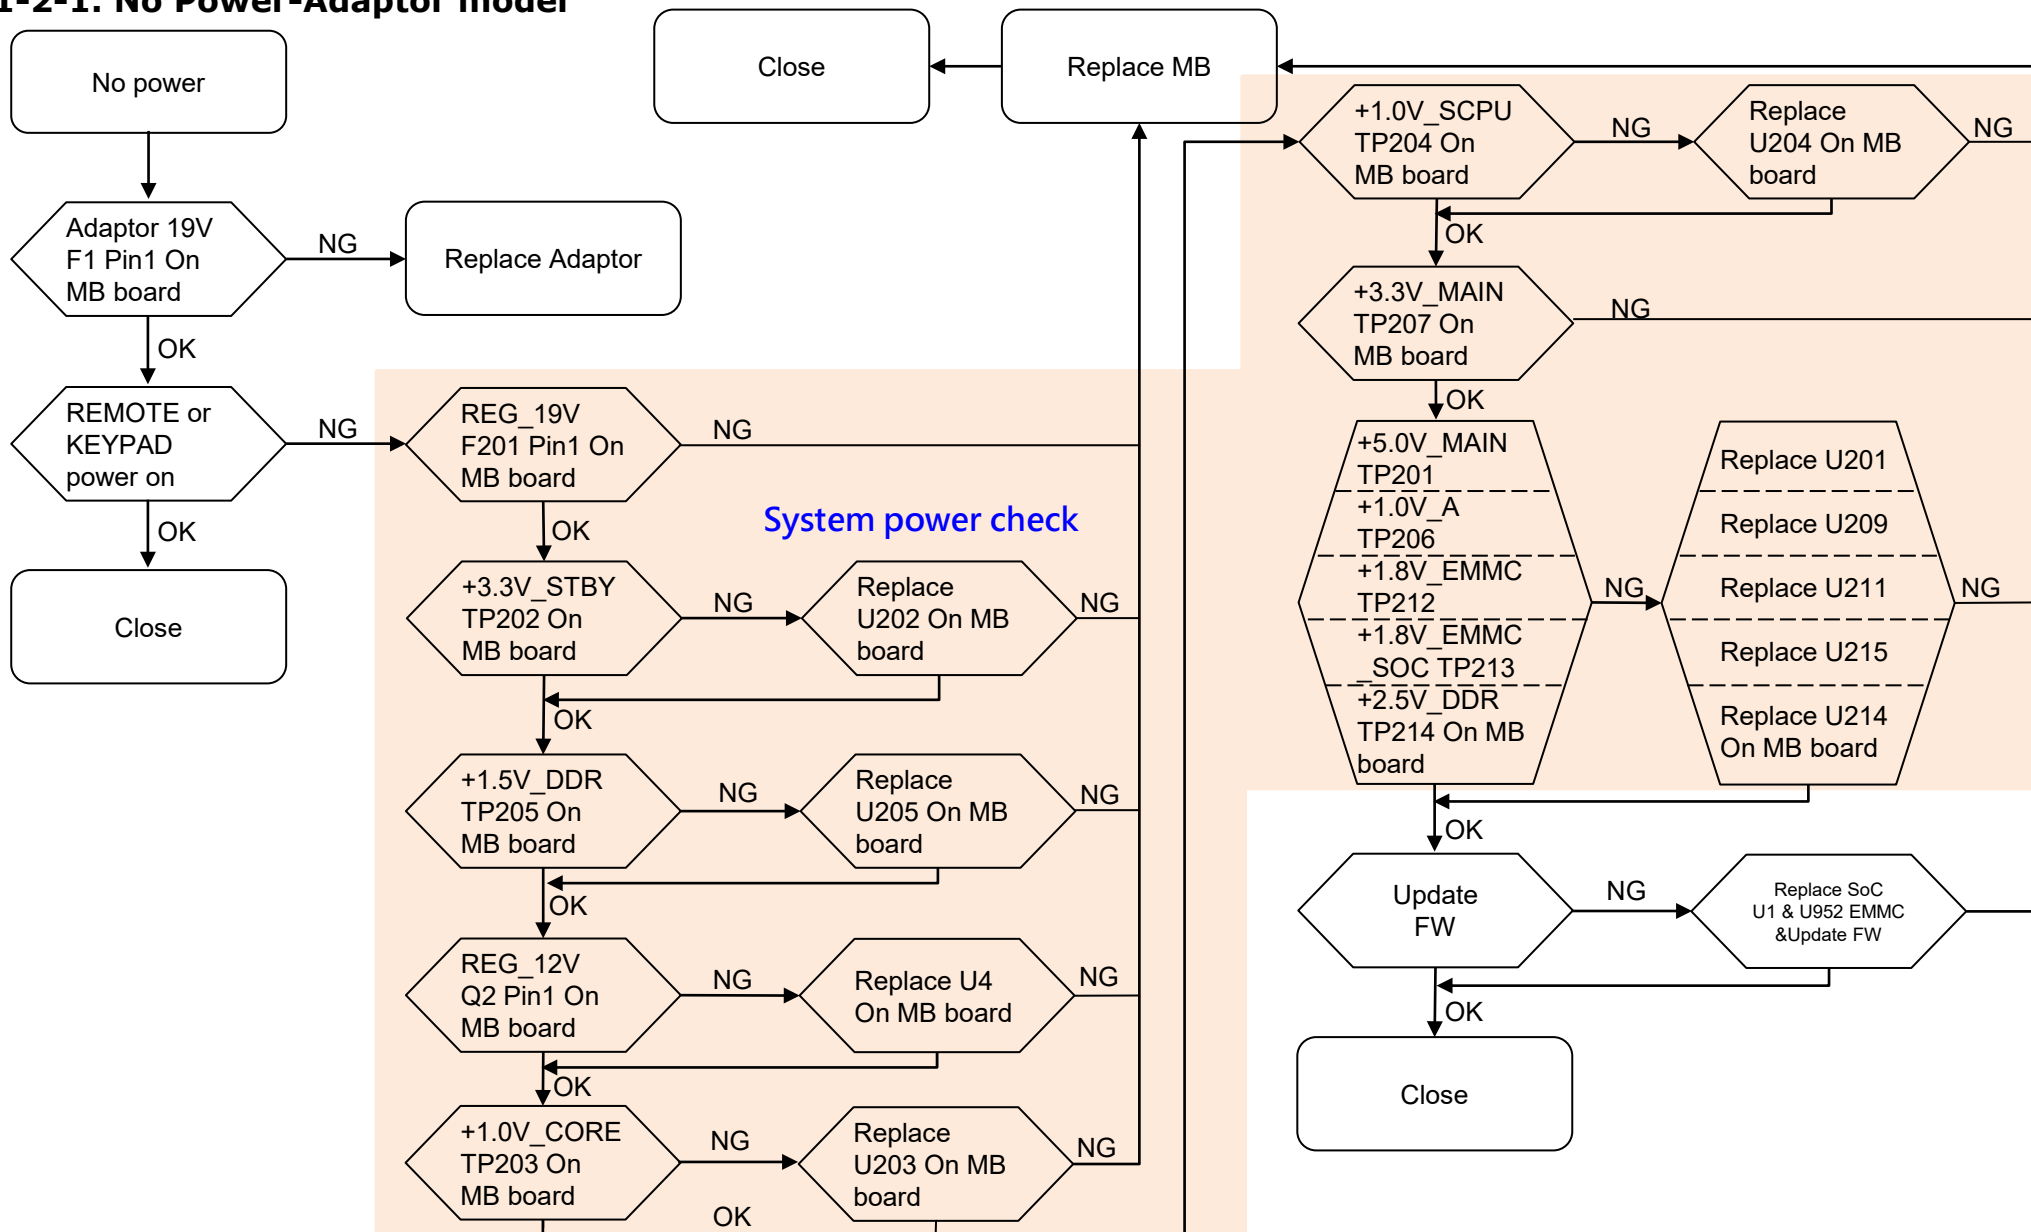 1-2-1. No Power-Adaptor model
No power
Adaptor 19V
F1 Pin1 On
MB board
NG
Replace Adaptor
OK
REMOTE or
KEYPAD
power on
NG
OK
Close
REG_19V
F201 Pin1 On
MB board
NG
OK
System power check
+3.3V_STBY
TP202 On
MB board
NG
Replace
U202 On MB
board
NG
OK
+1.5V_DDR
TP205 On
MB board
NG
Replace
U205 On MB
board
NG
OK
REG_12V
Q2 Pin1 On
MB board
NG
Replace U4
On MB board
NG
OK
+1.0V_CORE
TP203 On
MB board
NG
Replace
U203 On MB
board
NG
OK
Close
Replace MB
+1.0V_SCPU
TP204 On
MB board
NG
Replace
U204 On MB
board
NG
OK
+3.3V_MAIN
TP207 On
MB board
NG
OK
+5.0V_MAIN
TP201
+1.0V_A
TP206
+1.8V_EMMC
TP212
+1.8V_EMMC
_SOC TP213
+2.5V_DDR
TP214 On MB
board
NG
Replace U201
Replace U209
Replace U211
Replace U215
Replace U214
On MB board
NG
OK
Update
FW
NG
Replace SoC
U1 & U952 EMMC
&Update FW
OK
Close